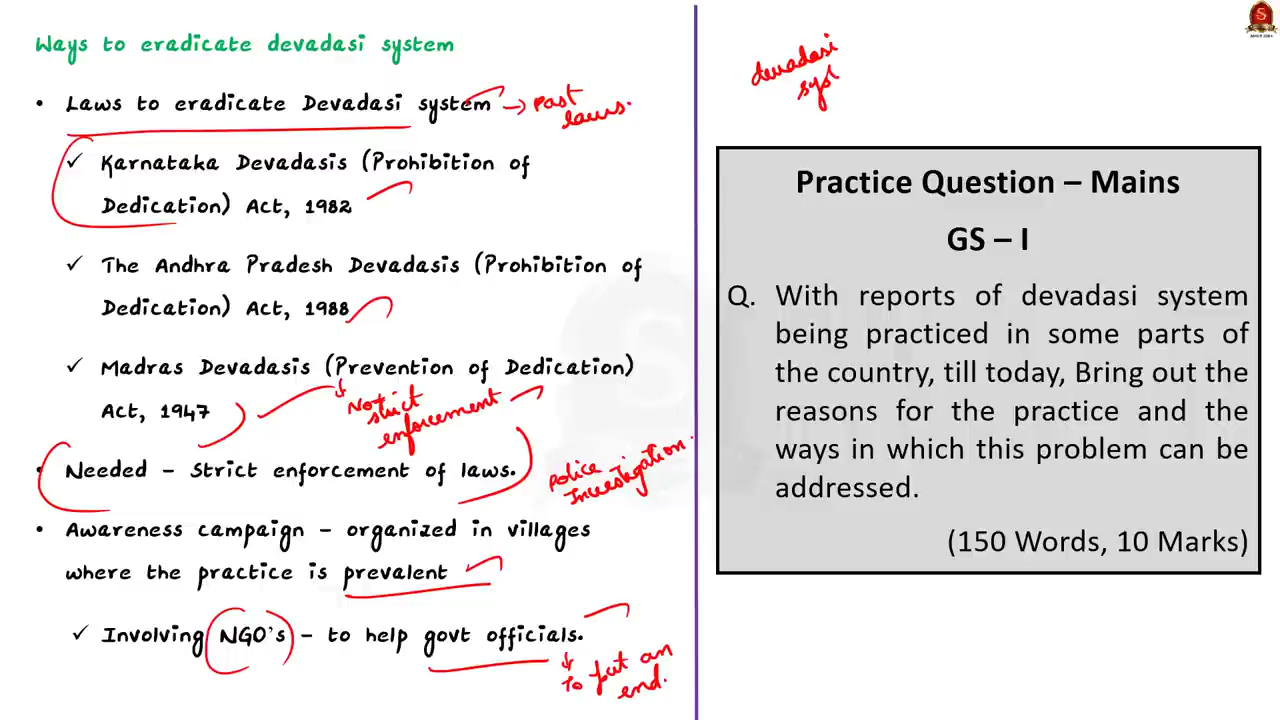 Ways to eradicate devadasi system
• Laws to eradicate Devadasi system → Past
laws.
✓ Karnataka Devadasis (Prohibition of
Dedication) Act, 1982
✓ The Andhra Pradesh Devadasis (Prohibition of
Dedication) Act, 1988
✓ Madras Devadasis (Prevention of Dedication)
Act, 1947
Not
strict
enforcement
• Needed – Strict enforcement of laws.
Police
Investigation.
• Awareness campaign – organized in villages
where the practice is prevalent
✓ Involving NGO's – to help govt officials.
To put an
end.
devadasi
syst
Practice Question – Mains
GS – I
Q. With reports of devadasi system
being practiced in some parts of
the country, till today, Bring out the
reasons for the practice and the
ways in which this problem can be
addressed.
(150 Words, 10 Marks)